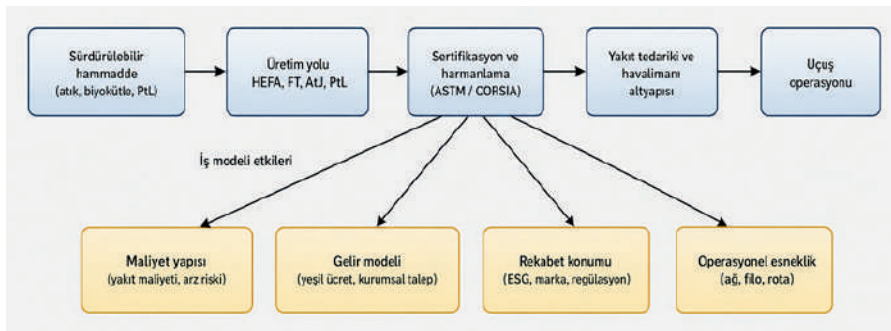 Sürdürülebilir
hammadde
(atık, biyokütle, PtL)
Üretim yolu
HEFA, FT, AtJ, PtL
Sertifikasyon ve
harmanlama
(ASTM / CORSIA)
Yakıt tedariki ve
havalimanı
altyapısı
Uçuş
operasyonu
İş modeli etkileri
Maliyet yapısı
(yakıt maliyeti, arz riski)
Gelir modeli
(yeşil ücret, kurumsal talep)
Rekabet konumu
(ESG, marka, regülasyon)
Operasyonel esneklik
(ağ, filo, rota)